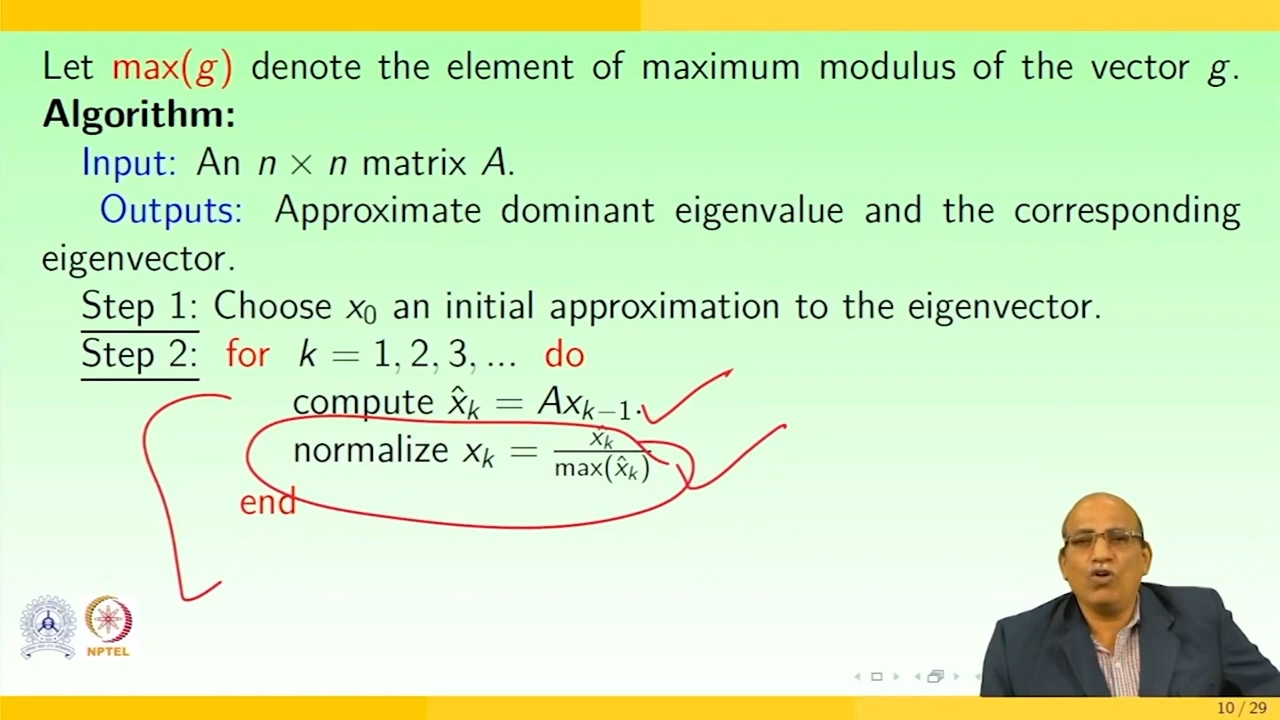 Let max(g) denote the element of maximum modulus of the vector g.
Algorithm:
Input: An n × n matrix A.
Outputs: Approximate dominant eigenvalue and the corresponding
eigenvector.
Step 1: Choose x₀ an initial approximation to the eigenvector.
Step 2: for k = 1, 2, 3, ... do
compute x̂ₖ = Axₖ₋₁.
normalize xₖ = x̂ₖ / max(x̂ₖ)
end
NPTEL
10 / 29